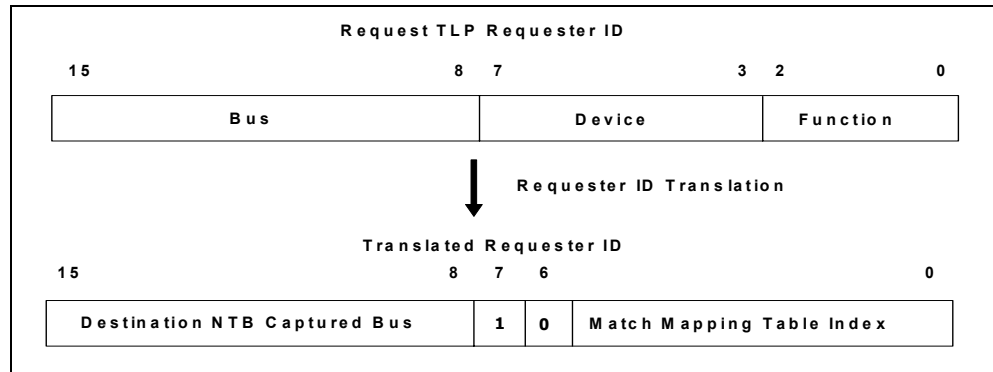 Request TLP Requester ID
15 8 7 3 2 0
Bus Device Function
Requester ID Translation
Translated Requester ID
15 8 7 6 0
Destination NTB Captured Bus 1 0 Match Mapping Table Index